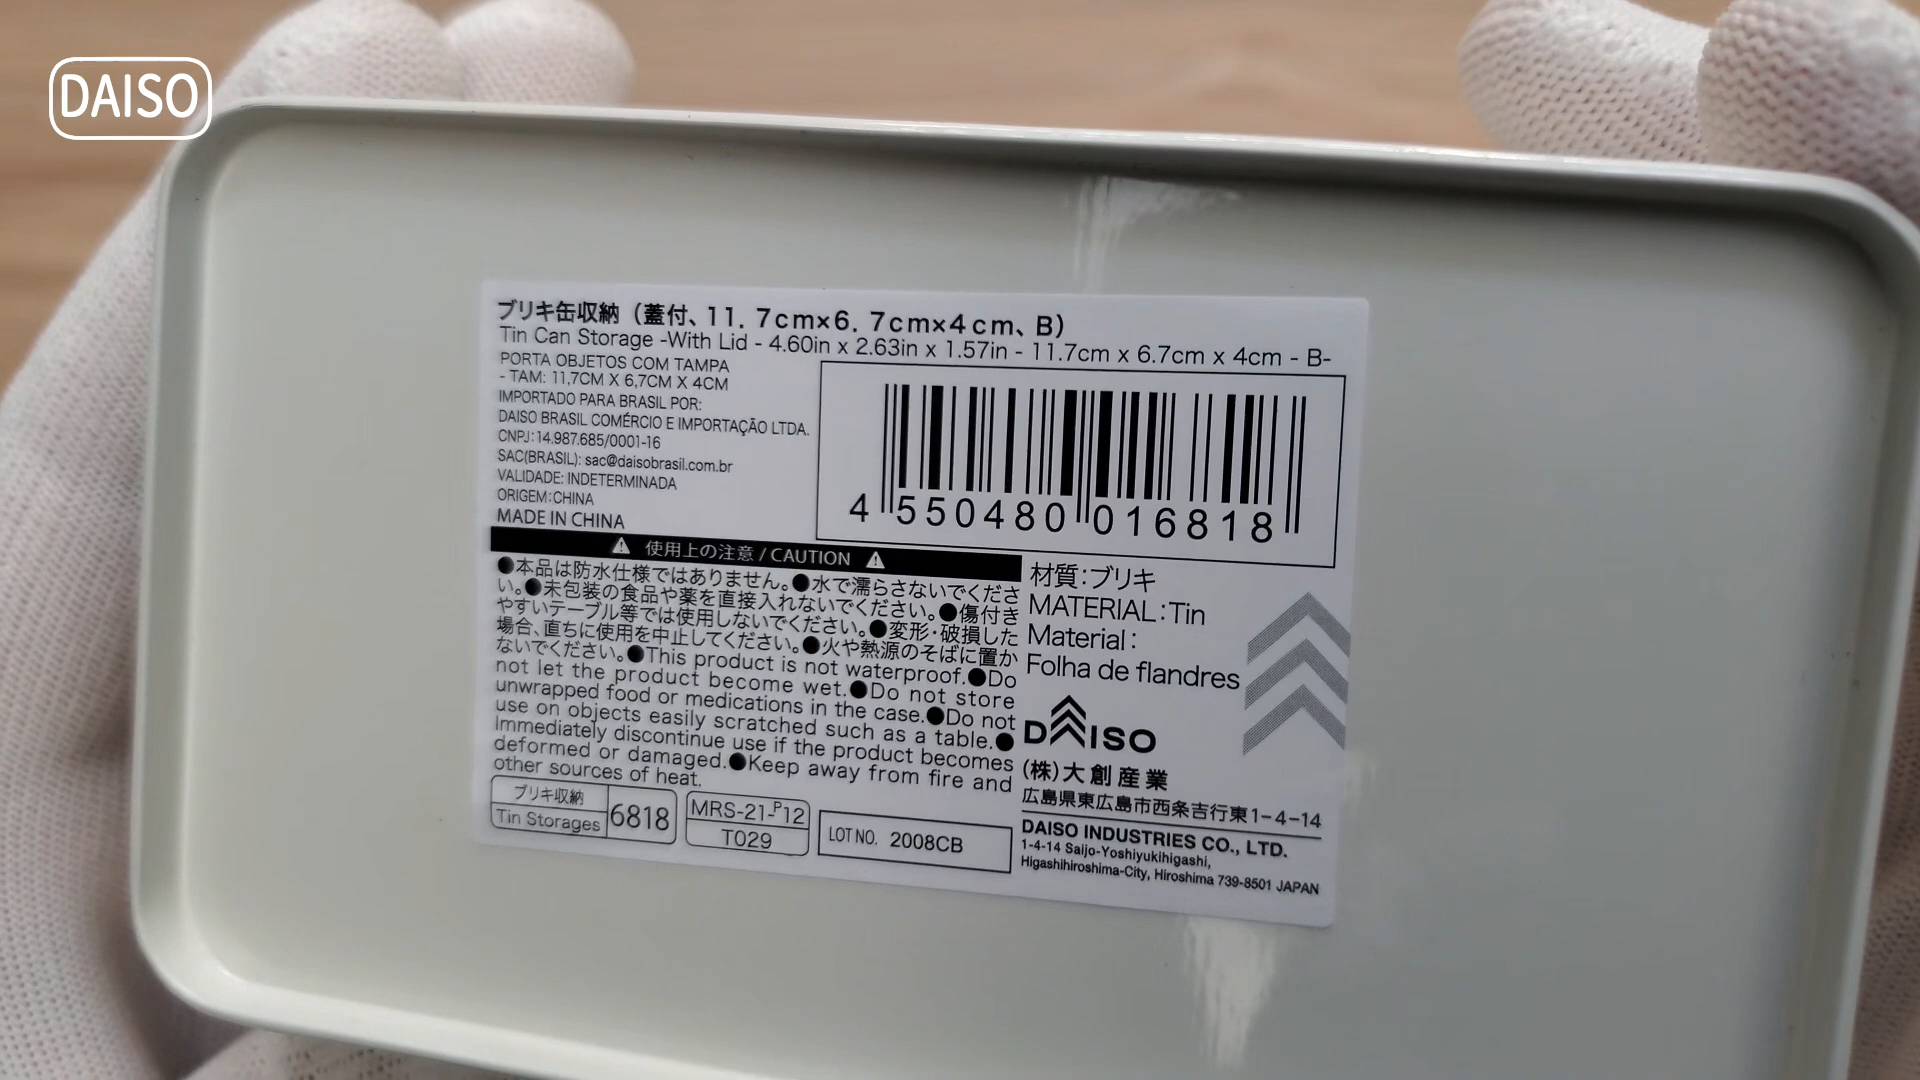 DAISO
ブリキ缶収納（蓋付、11. 7cm×6. 7cm×4cm、B）
Tin Can Storage -With Lid - 4.60in x 2.63in x 1.57in - 11.7cm x 6.7cm x 4cm - B-
PORTA OBJETOS COM TAMPA
- TAM: 11,7CM X 6,7CM X 4CM
IMPORTADO PARA BRASIL POR:
DAISO BRASIL COMÉRCIO E IMPORTAÇÃO LTDA.
CNPJ:14.987.685/0001-16
SAC(BRASIL): sac@daisobrasil.com.br
VALIDADE: INDETERMINADA
ORIGEM:CHINA
MADE IN CHINA
4 550480 016818
使用上の注意 / CAUTION
●本品は防水仕様ではありません。●水で濡らさないでくださ
い。●未包装の食品や薬を直接入れないでください。●傷付き
やすいテーブル等では使用しないでください。●変形・破損した
場合、直ちに使用を中止してください。●火や熱源のそばに置か
ないでください。●This product is not waterproof.●Do
not let the product become wet.●Do not store
unwrapped food or medications in the case.●Do not
use on objects easily scratched such as a table.●
Immediately discontinue use if the product becomes
deformed or damaged.●Keep away from fire and
other sources of heat.
材質:ブリキ
MATERIAL:Tin
Material:
Folha de flandres
DAISO
(株)大創産業
広島県東広島市西条吉行東1-4-14
DAISO INDUSTRIES CO., LTD.
1-4-14 Saijo-Yoshiyukihigashi,
Higashihiroshima-City, Hiroshima 739-8501 JAPAN
ブリキ収納
Tin Storages
6818
MRS-21-P12
T029
LOT NO. 2008CB